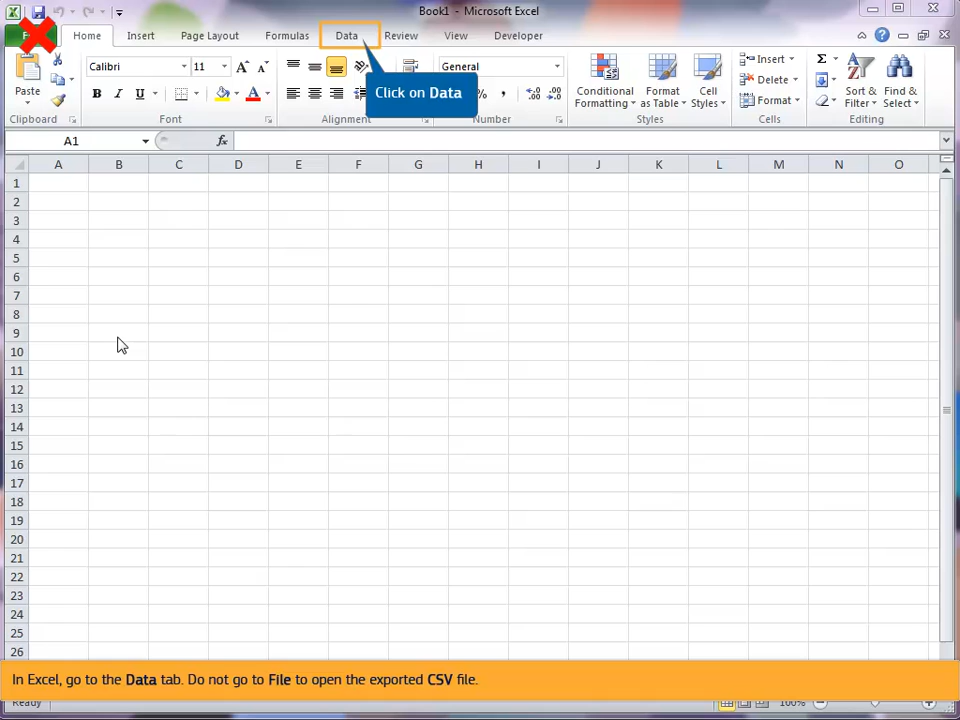 Book1 - Microsoft Excel
Home Insert Page Layout Formulas Data Review View Developer
Calibri 11 General Insert Σ
Click on Data
Paste B I U A % , Conditional Formatting Format as Table Cell Styles Delete Format Sort & Filter Find & Select
Clipboard Font Alignment Number Styles Cells Editing
A1 fx
A B C D E F G H I J K L M N O
1
2
3
4
5
6
7
8
9
10
11
12
13
14
15
16
17
18
19
20
21
22
23
24
25
26
In Excel, go to the Data tab. Do not go to File to open the exported CSV file.
Ready 100%